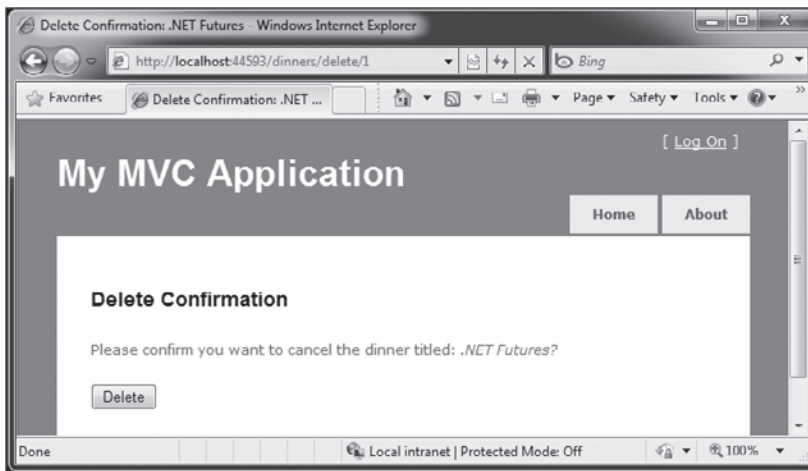 Delete Confirmation: .NET Futures - Windows Internet Explorer
http://localhost:44593/dinners/delete/1
Bing
Favorites
Delete Confirmation: .NET ...
Page
Safety
Tools
[ Log On ]
My MVC Application
Home
About
Delete Confirmation
Please confirm you want to cancel the dinner titled: .NET Futures?
Delete
Done
Local intranet | Protected Mode: Off
100%